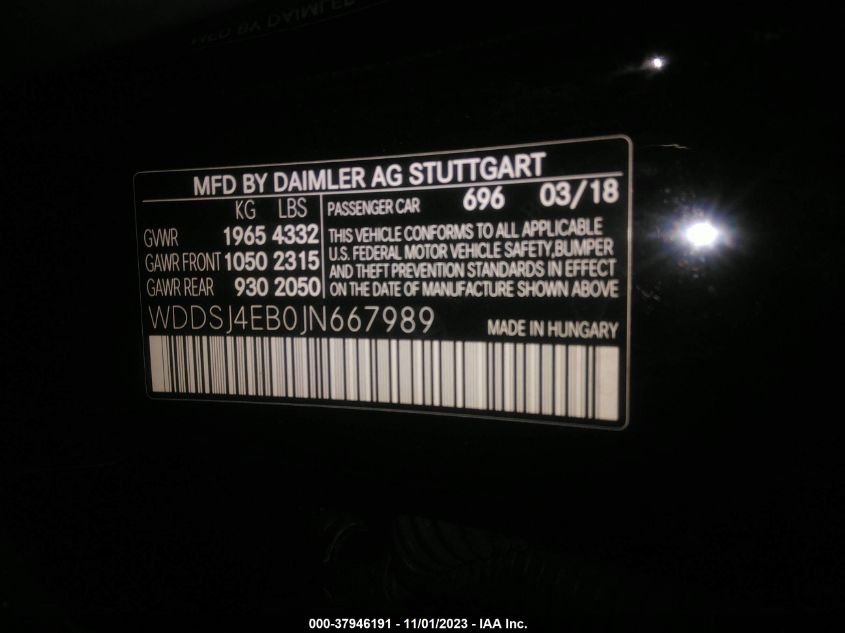 MFD BY DAIMLER
MFD BY DAIMLER AG STUTTGART
KG LBS
GVWR 1965 4332
GAWR FRONT 1050 2315
GAWR REAR 930 2050
PASSENGER CAR 696 03/18
THIS VEHICLE CONFORMS TO ALL APPLICABLE
U.S. FEDERAL MOTOR VEHICLE SAFETY,BUMPER
AND THEFT PREVENTION STANDARDS IN EFFECT
ON THE DATE OF MANUFACTURE SHOWN ABOVE
WDDSJ4EB0JN667989 MADE IN HUNGARY
000-37946191 - 11/01/2023 - IAA Inc.